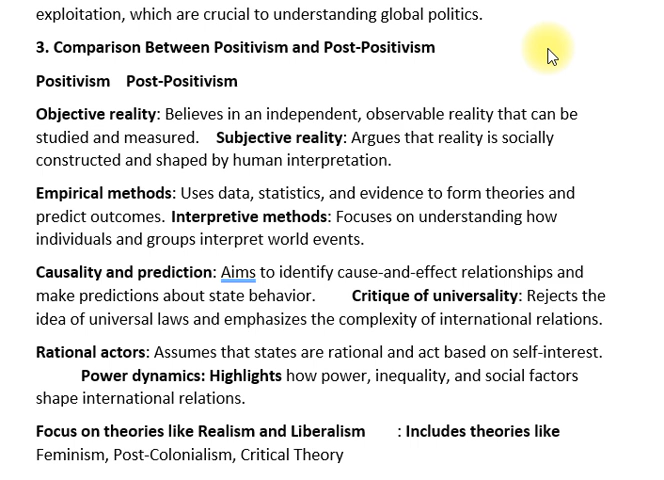 exploitation, which are crucial to understanding global politics.
3. Comparison Between Positivism and Post-Positivism
Positivism Post-Positivism
Objective reality: Believes in an independent, observable reality that can be
studied and measured. Subjective reality: Argues that reality is socially
constructed and shaped by human interpretation.
Empirical methods: Uses data, statistics, and evidence to form theories and
predict outcomes. Interpretive methods: Focuses on understanding how
individuals and groups interpret world events.
Causality and prediction: Aims to identify cause-and-effect relationships and
make predictions about state behavior. Critique of universality: Rejects the
idea of universal laws and emphasizes the complexity of international relations.
Rational actors: Assumes that states are rational and act based on self-interest.
Power dynamics: Highlights how power, inequality, and social factors
shape international relations.
Focus on theories like Realism and Liberalism : Includes theories like
Feminism, Post-Colonialism, Critical Theory